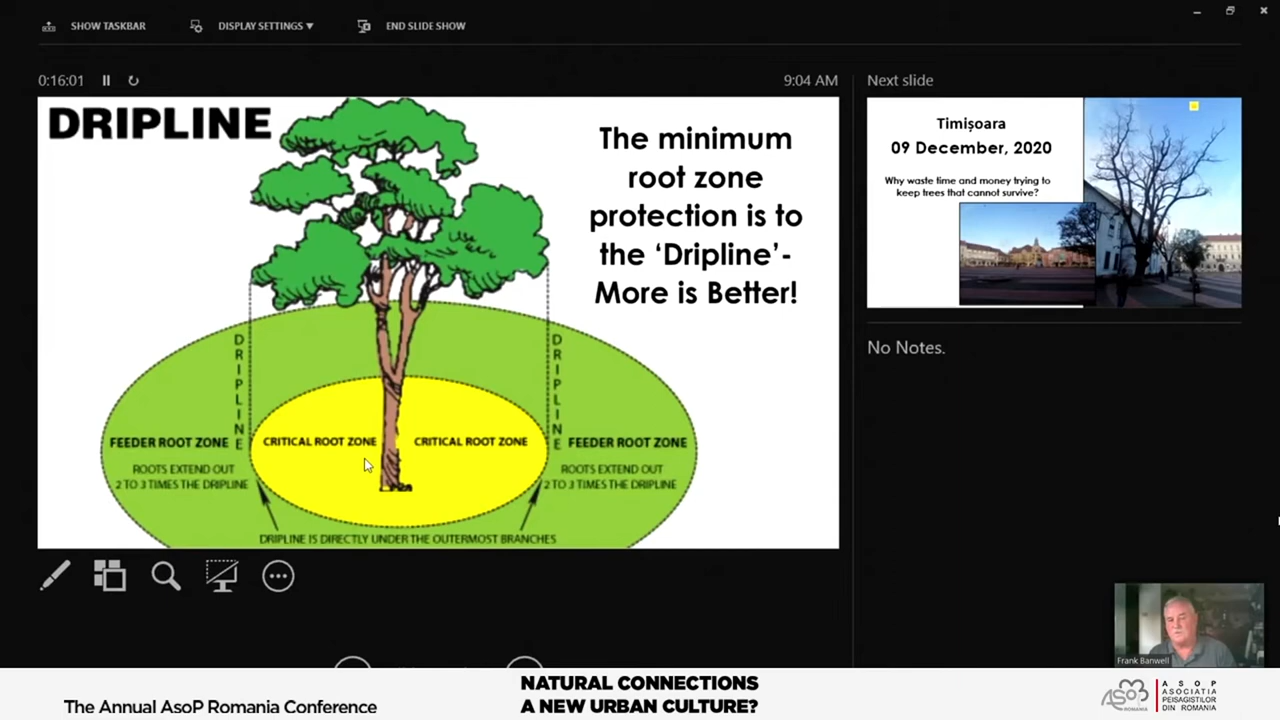 SHOW TASKBAR
DISPLAY SETTINGS ▼
END SLIDE SHOW
0:16:01
9:04 AM
Next slide
DRIPLINE
The minimum
root zone
protection is to
the ‘Dripline’-
More is Better!
DRIPLINE
DRIPLINE
FEEDER ROOT ZONE
CRITICAL ROOT ZONE
CRITICAL ROOT ZONE
FEEDER ROOT ZONE
ROOTS EXTEND OUT
2 TO 3 TIMES THE DRIPLINE
ROOTS EXTEND OUT
2 TO 3 TIMES THE DRIPLINE
DRIPLINE IS DIRECTLY UNDER THE OUTERMOST BRANCHES
Timișoara
09 December, 2020
Why waste time and money trying to
keep trees that cannot survive?
No Notes.
Frank Banwell
The Annual AsoP Romania Conference
NATURAL CONNECTIONS
A NEW URBAN CULTURE?
ASoP
ROMANIA
A S O P
ASOCIATIA
PEISAGISTILOR
DIN ROMANIA